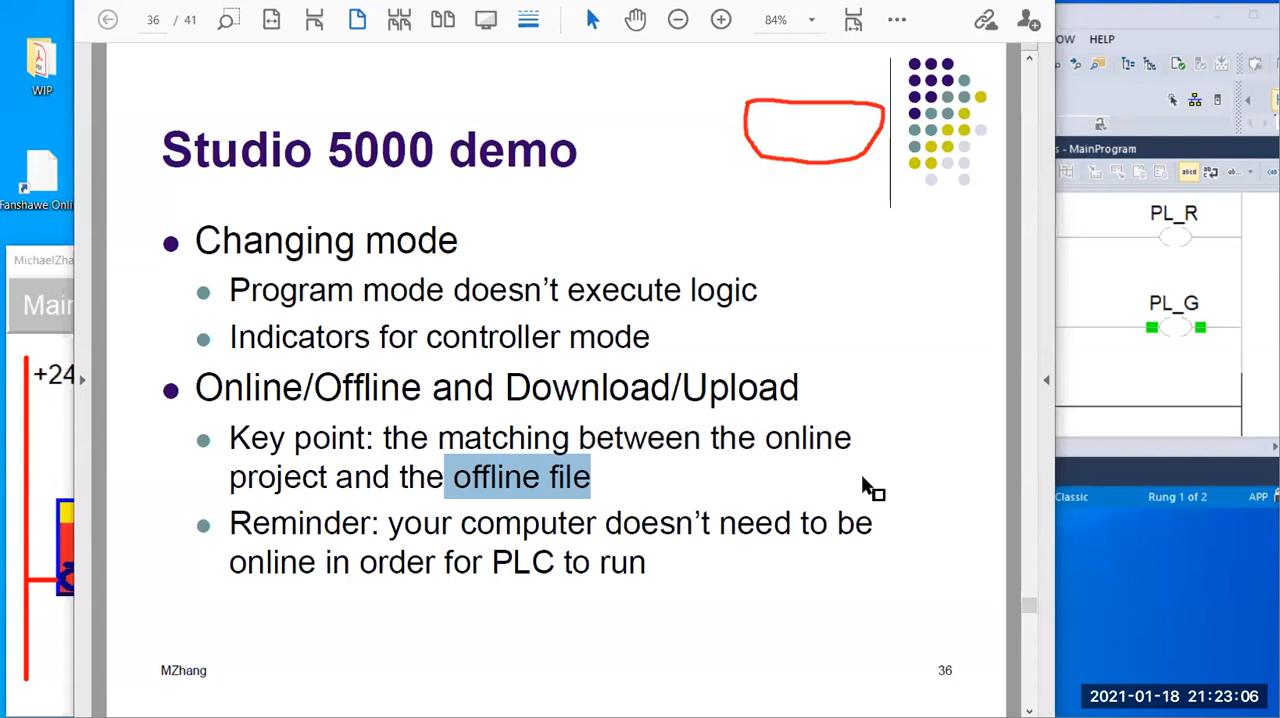 36 / 41
84%
OW HELP
WIP
Studio 5000 demo
s - MainProgram
abcd
ab...
Fanshawe Onli
PL_R
Changing mode
MichaelZha
Program mode doesn't execute logic
Mai
PL_G
Indicators for controller mode
+24
Online/Offline and Download/Upload
Key point: the matching between the online
project and the offline file
Classic Rung 1 of 2 APP
Reminder: your computer doesn't need to be
online in order for PLC to run
MZhang
36
2021-01-18 21:23:06